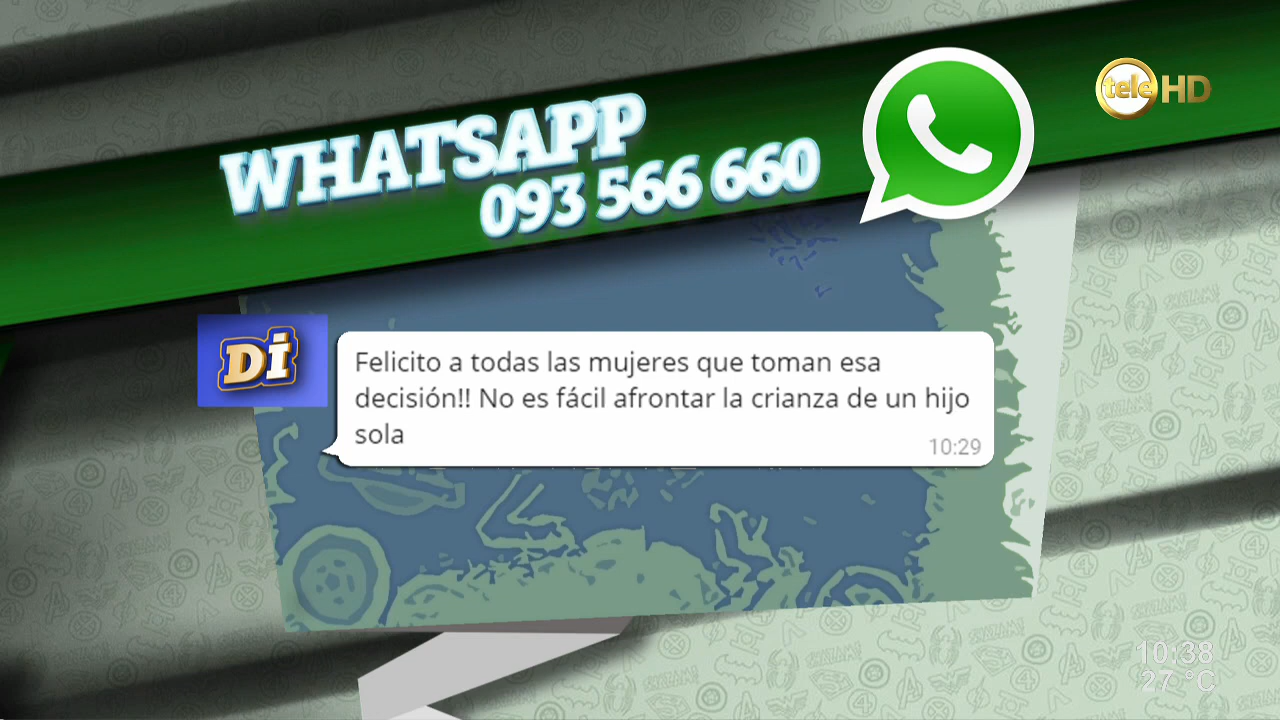 tele HD
WHATSAPP
093 566 660
Di
Felicito a todas las mujeres que toman esa
decisión!! No es fácil afrontar la crianza de un hijo
sola
10:29
10:38
27 °C